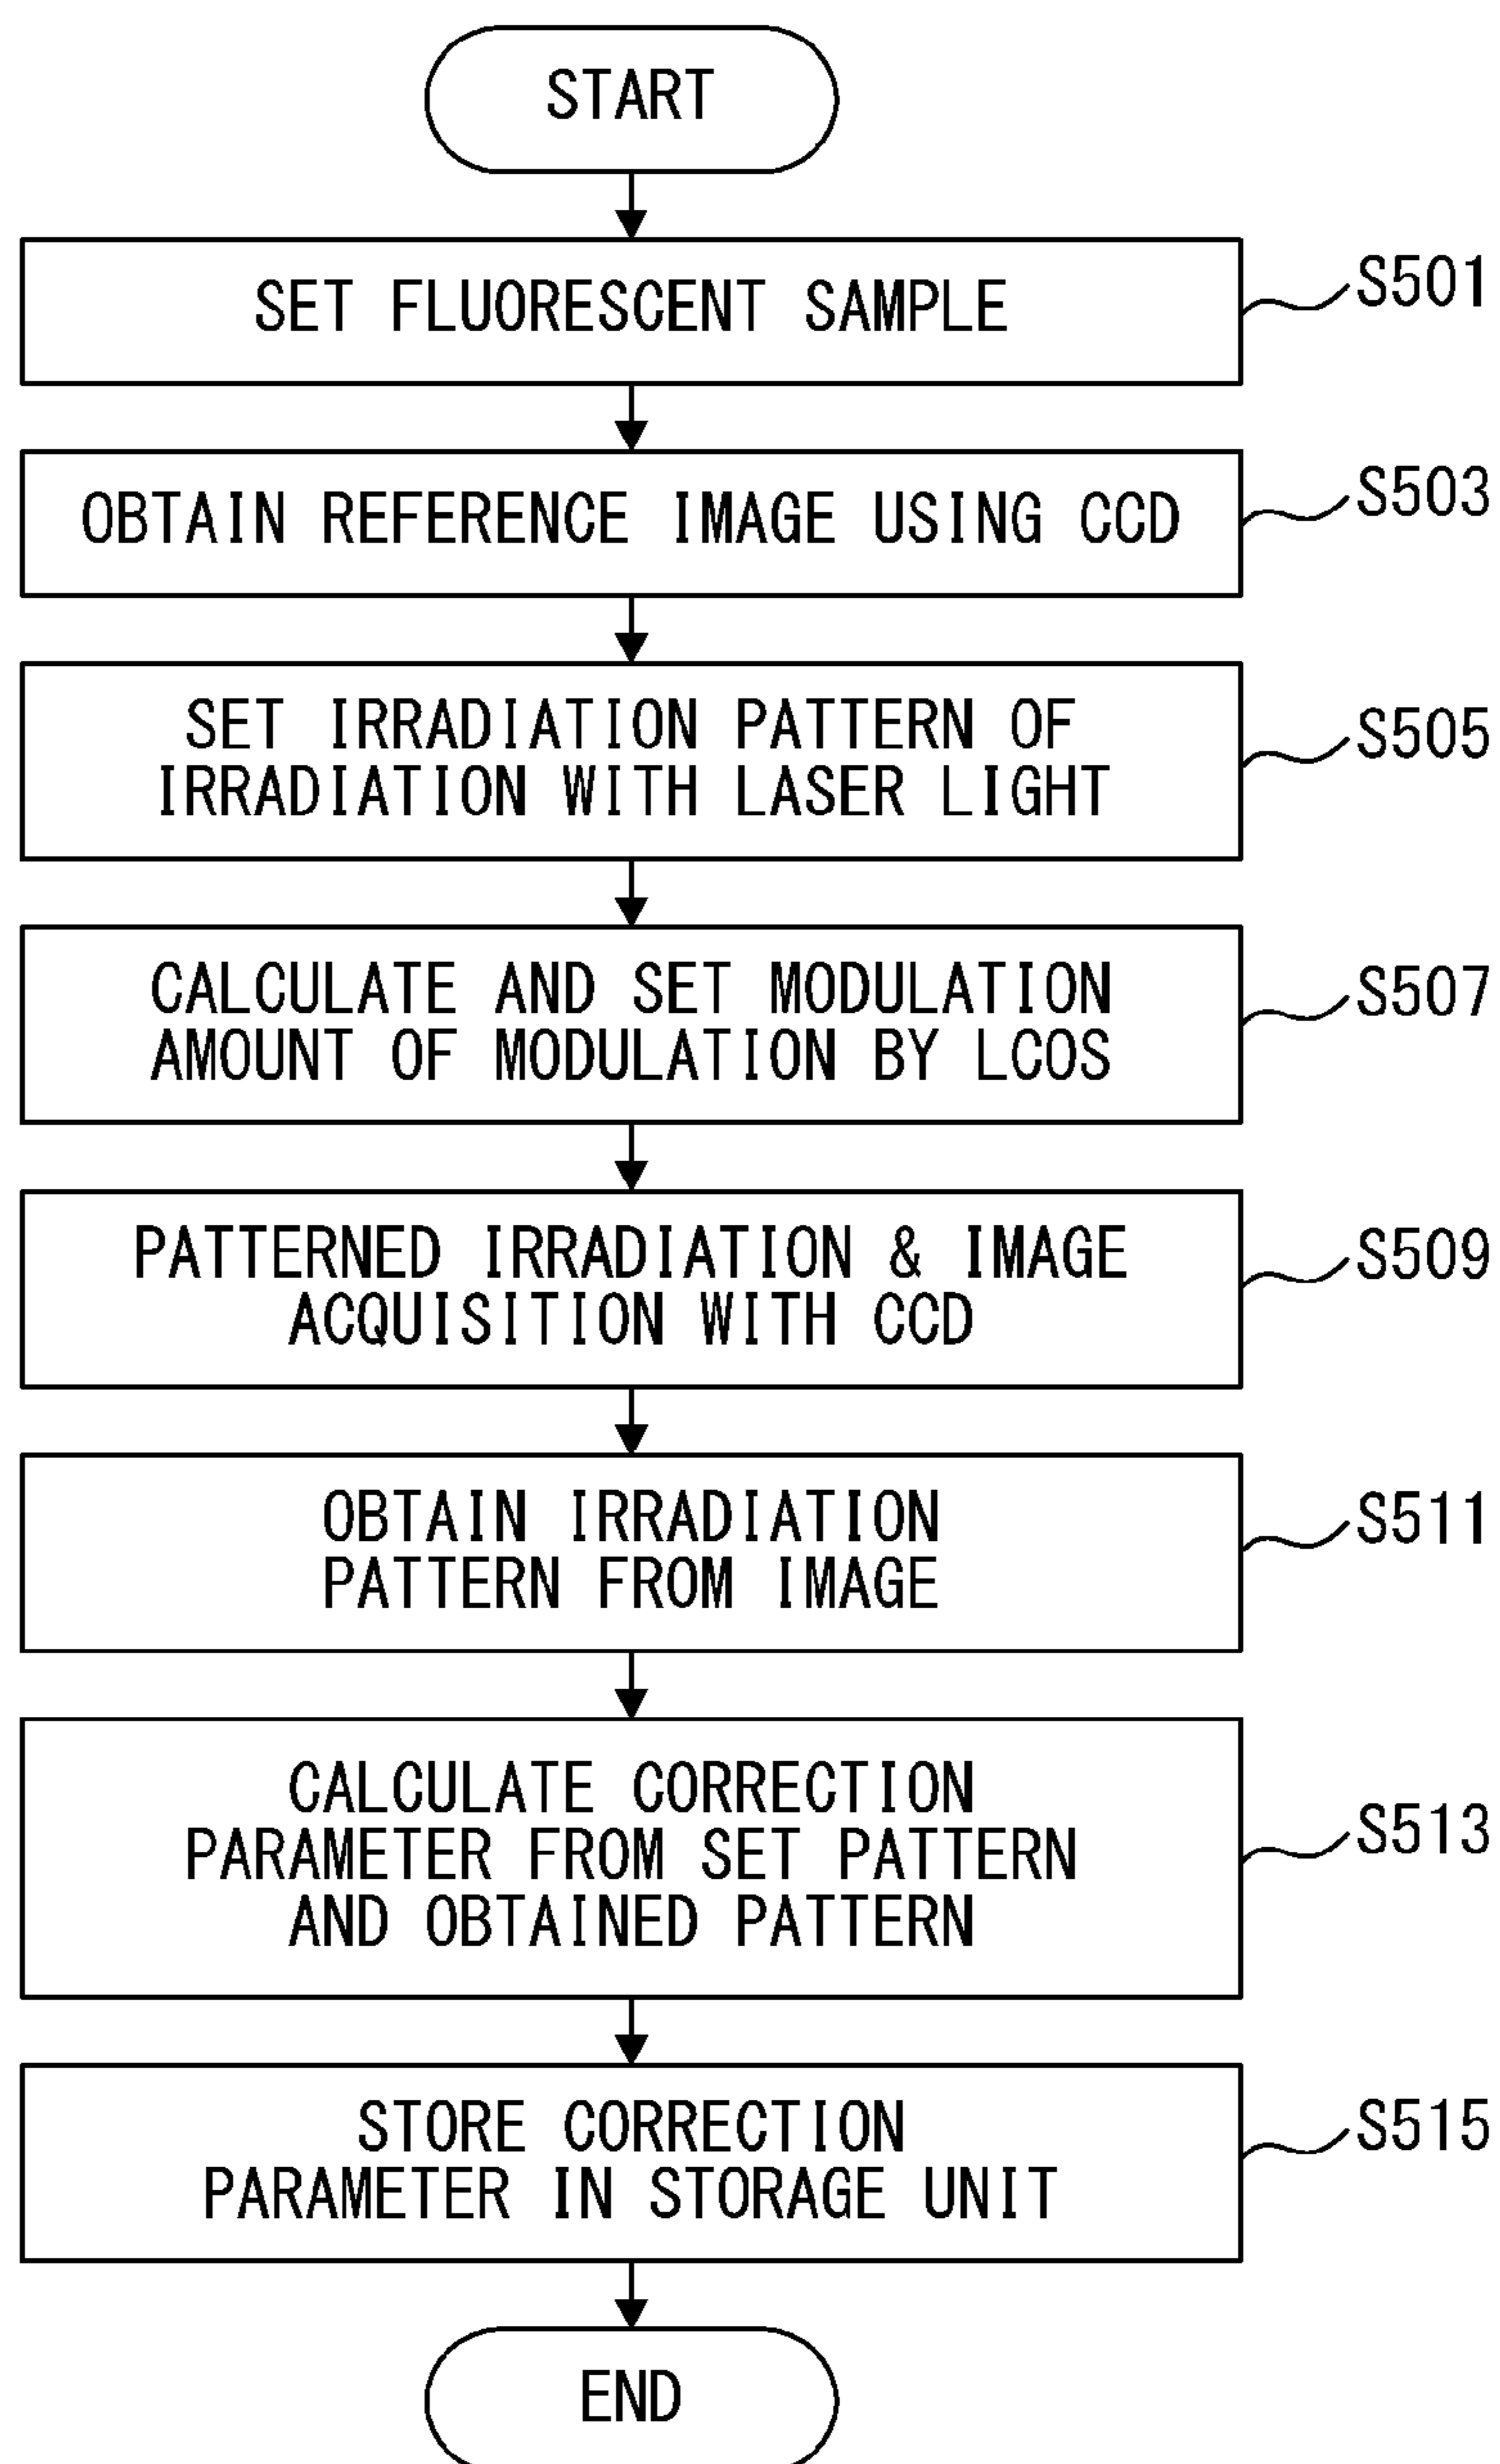 START
SET FLUORESCENT SAMPLE
S501
OBTAIN REFERENCE IMAGE USING CCD
S503
SET IRRADIATION PATTERN OF
IRRADIATION WITH LASER LIGHT
S505
CALCULATE AND SET MODULATION
AMOUNT OF MODULATION BY LCOS
S507
PATTERNED IRRADIATION & IMAGE
ACQUISITION WITH CCD
S509
OBTAIN IRRADIATION
PATTERN FROM IMAGE
S511
CALCULATE CORRECTION
PARAMETER FROM SET PATTERN
AND OBTAINED PATTERN
S513
STORE CORRECTION
PARAMETER IN STORAGE UNIT
S515
END